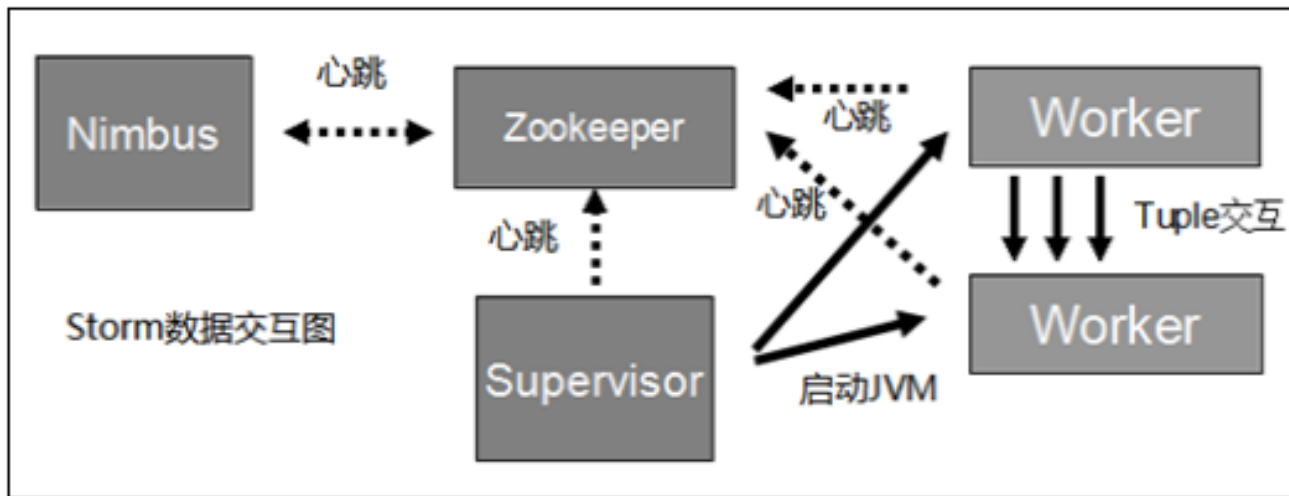 Nimbus
心跳
Zookeeper
心跳
Worker
心跳
心跳
Tuple交互
Storm数据交互图
Supervisor
启动JVM
Worker